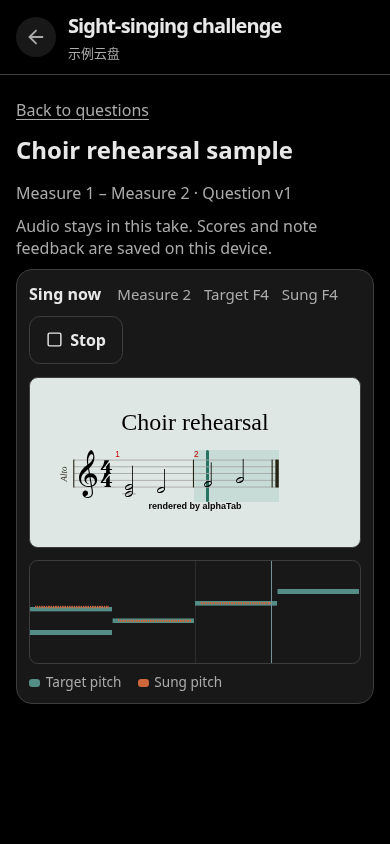 Sight-singing challenge
示例云盘
Back to questions
Choir rehearsal sample
Measure 1 – Measure 2 · Question v1
Audio stays in this take. Scores and note
feedback are saved on this device.
Sing now Measure 2 Target F4 Sung F4
Stop
Choir rehearsal
1 2
Alto
4
4
rendered by alphaTab
Target pitch Sung pitch